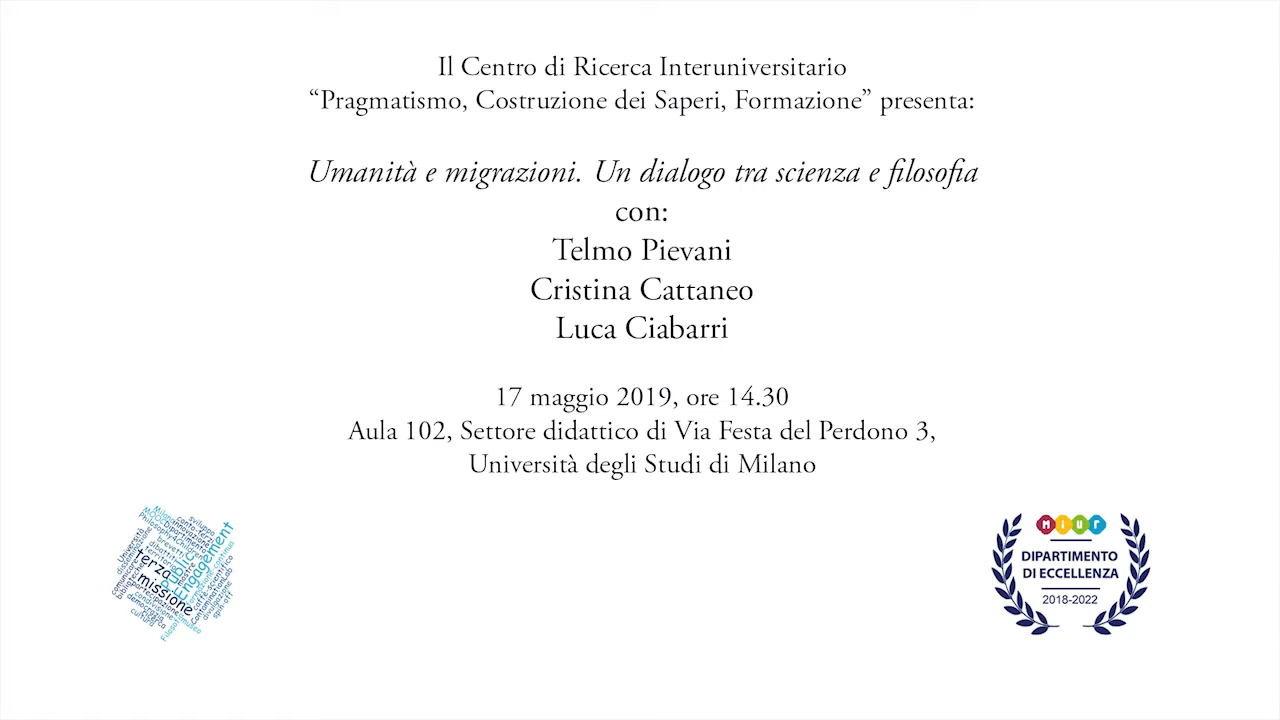 Il Centro di Ricerca Interuniversitario
“Pragmatismo, Costruzione dei Saperi, Formazione” presenta:
Umanità e migrazioni. Un dialogo tra scienza e filosofia
con:
Telmo Pievani
Cristina Cattaneo
Luca Ciabarri
17 maggio 2019, ore 14.30
Aula 102, Settore didattico di Via Festa del Perdono 3,
Università degli Studi di Milano
terza
missione
Public
Engagement
miur
DIPARTIMENTO
DI ECCELLENZA
2018-2022